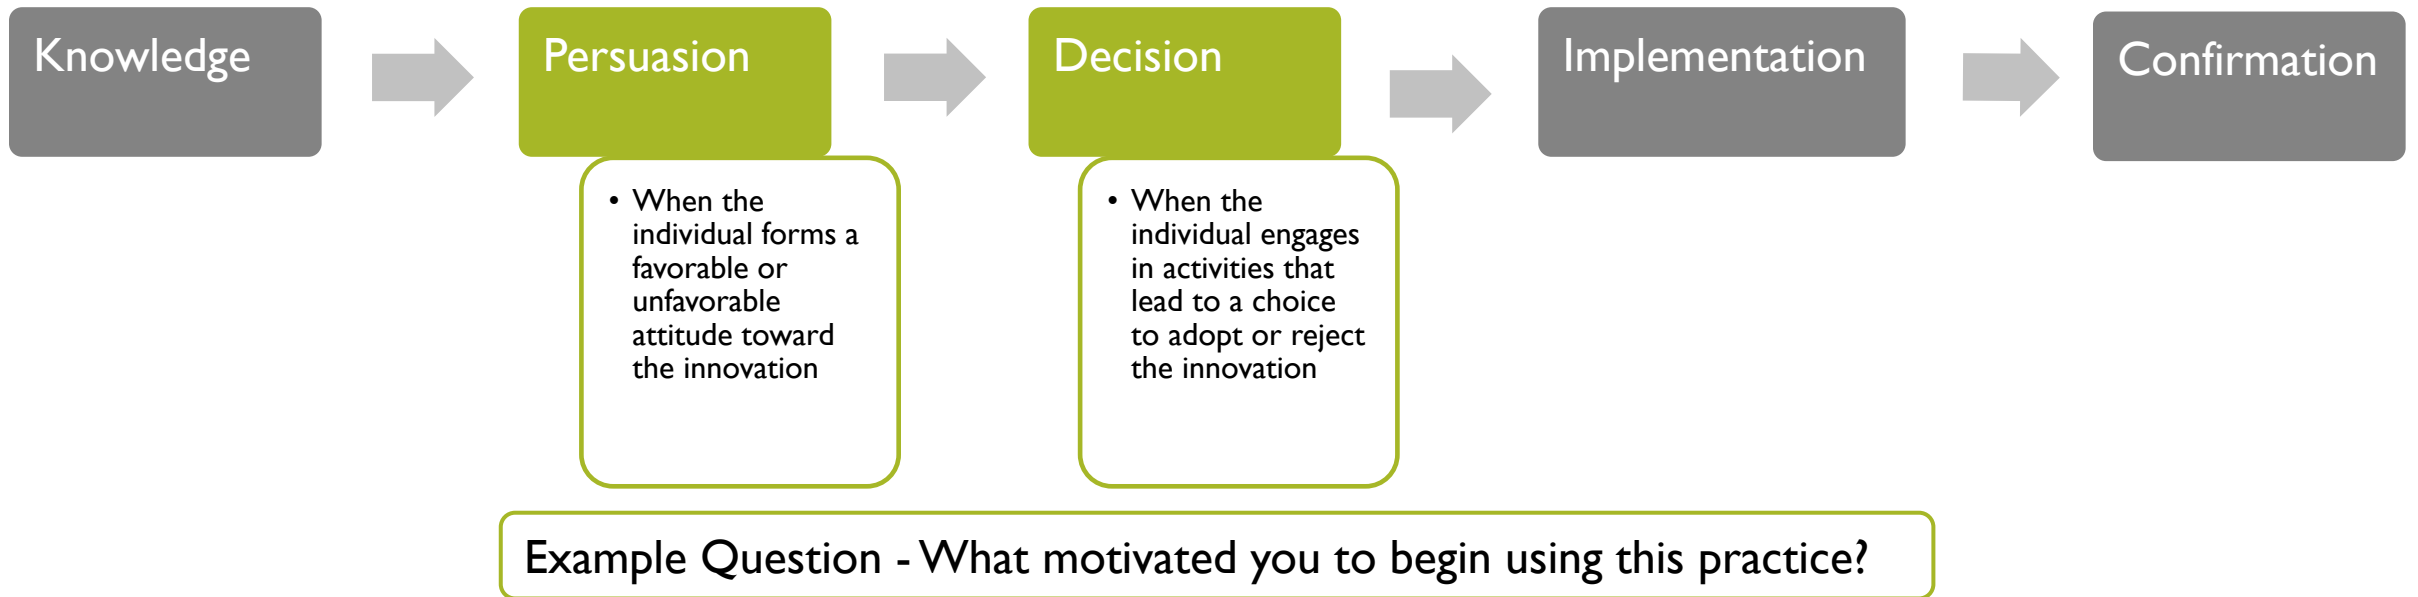 Knowledge
Persuasion
Decision
Implementation
Confirmation
• When the
individual forms a
favorable or
unfavorable
attitude toward
the innovation
• When the
individual engages
in activities that
lead to a choice
to adopt or reject
the innovation
Example Question - What motivated you to begin using this practice?